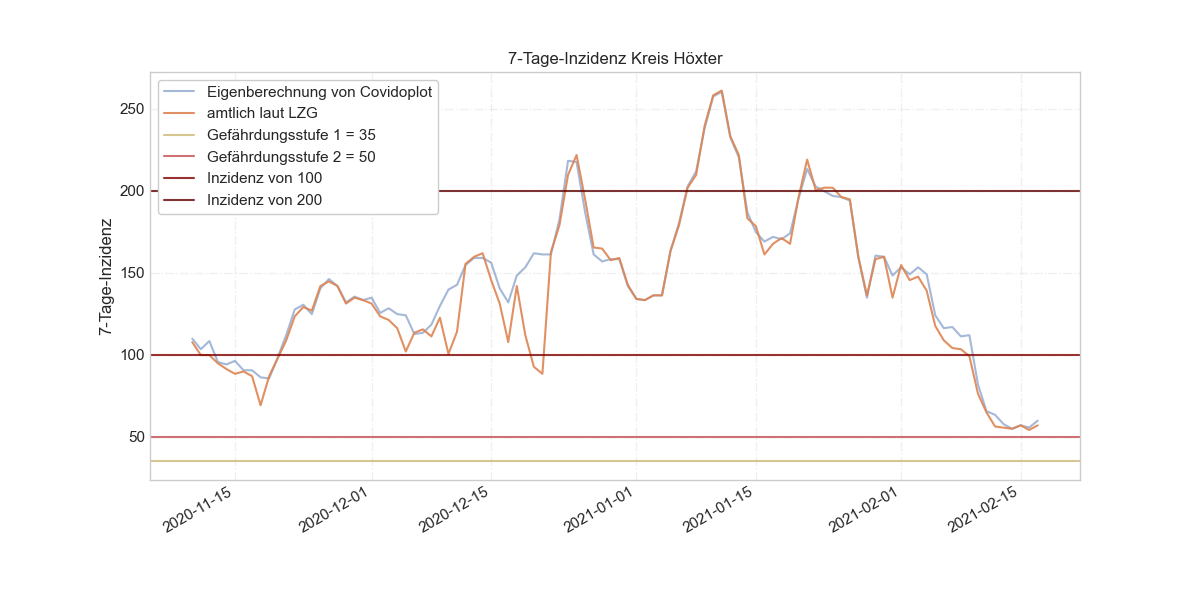 7-Tage-Inzidenz Kreis Höxter
Eigenberechnung von Covidoplot
amtlich laut LZG
Gefährdungsstufe 1 = 35
Gefährdungsstufe 2 = 50
Inzidenz von 100
Inzidenz von 200
7-Tage-Inzidenz
250
200
150
100
50
2020-11-15
2020-12-01
2020-12-15
2021-01-01
2021-01-15
2021-02-01
2021-02-15